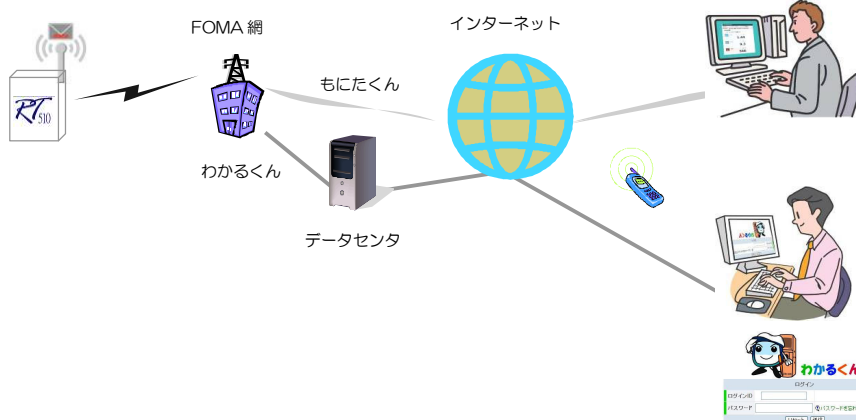 FOMA 網
インターネット
もにたくん
RT 510
わかるくん
データセンタ
わかるくん
ログイン
ログインID
パスワード